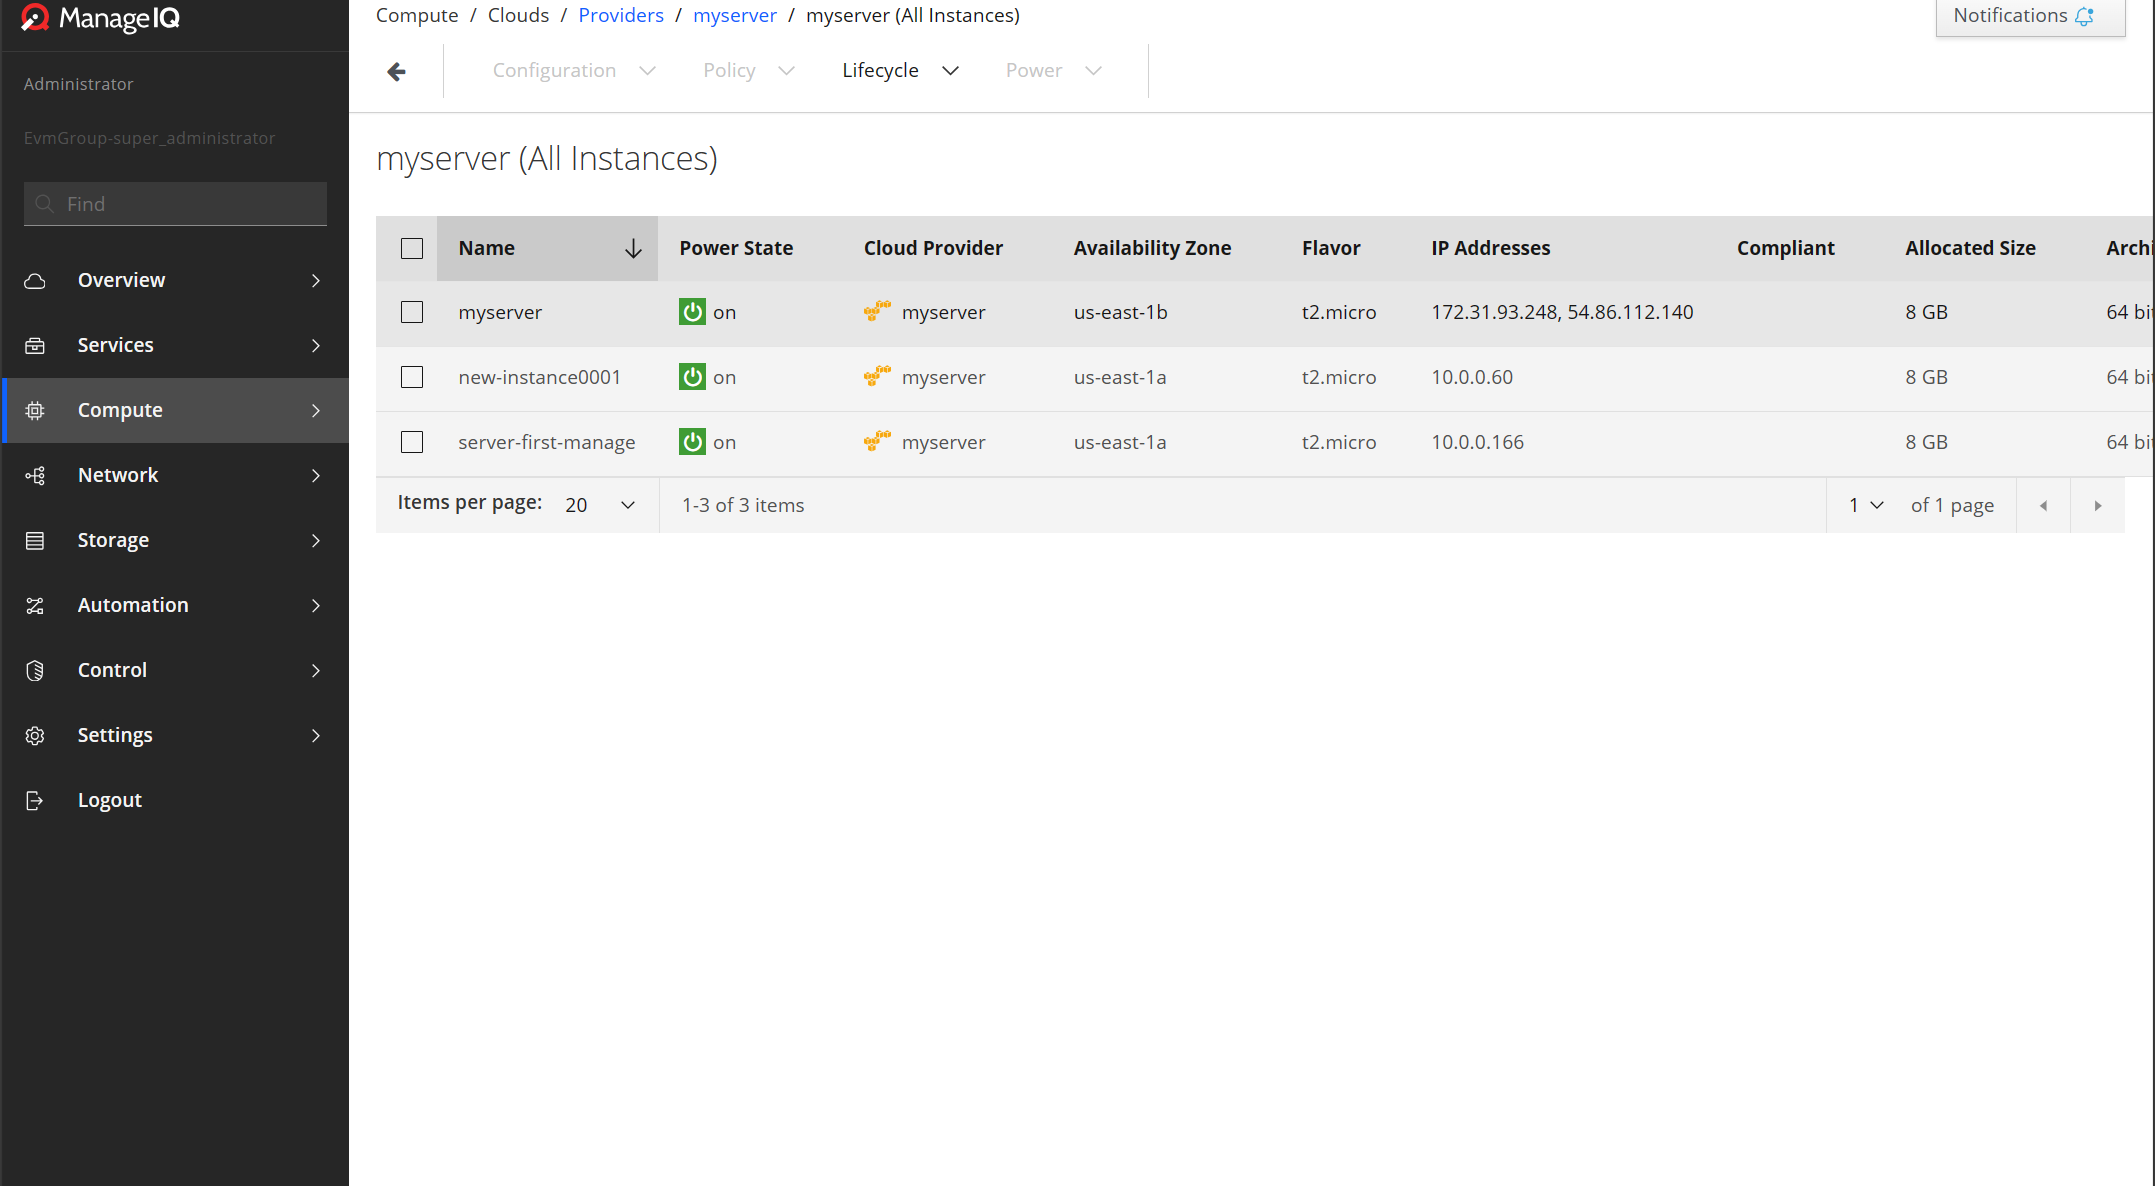 ManageIQ
Administrator
EvmGroup-super_administrator
Find
Overview
Services
Compute
Network
Storage
Automation
Control
Settings
Logout
Compute / Clouds / Providers / myserver / myserver (All Instances)
Notifications
Configuration Policy Lifecycle Power
myserver (All Instances)
Name Power State Cloud Provider Availability Zone Flavor IP Addresses Compliant Allocated Size Archi
myserver on myserver us-east-1b t2.micro 172.31.93.248, 54.86.112.140 8 GB 64 bi
new-instance0001 on myserver us-east-1a t2.micro 10.0.0.60 8 GB 64 bi
server-first-manage on myserver us-east-1a t2.micro 10.0.0.166 8 GB 64 bi
Items per page: 20 1-3 of 3 items 1 of 1 page